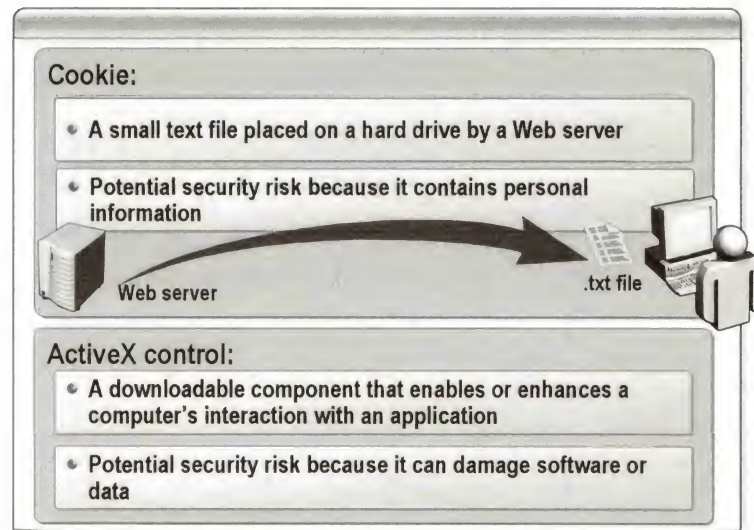 Cookie:
A small text file placed on a hard drive by a Web server
Potential security risk because it contains personal
information
Web server
.txt file
ActiveX control:
A downloadable component that enables or enhances a
computer's interaction with an application
Potential security risk because it can damage software or
data